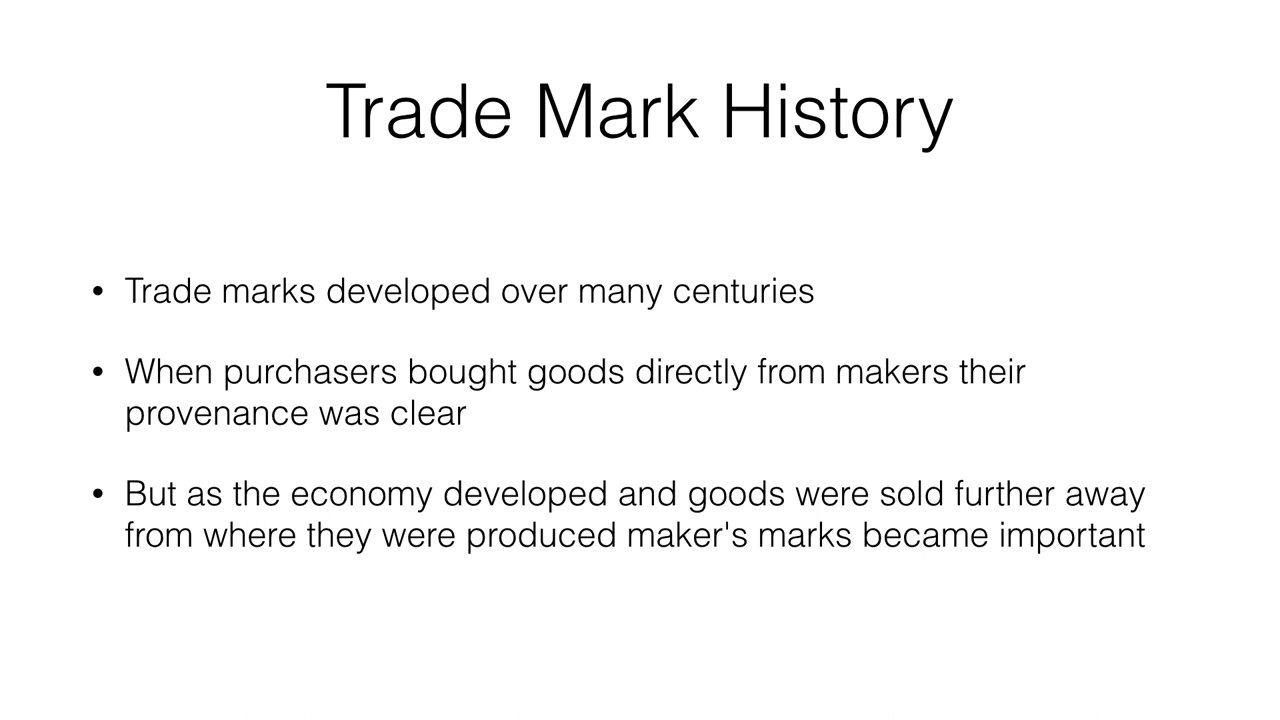 Trade Mark History
• Trade marks developed over many centuries
• When purchasers bought goods directly from makers their
provenance was clear
• But as the economy developed and goods were sold further away
from where they were produced maker's marks became important